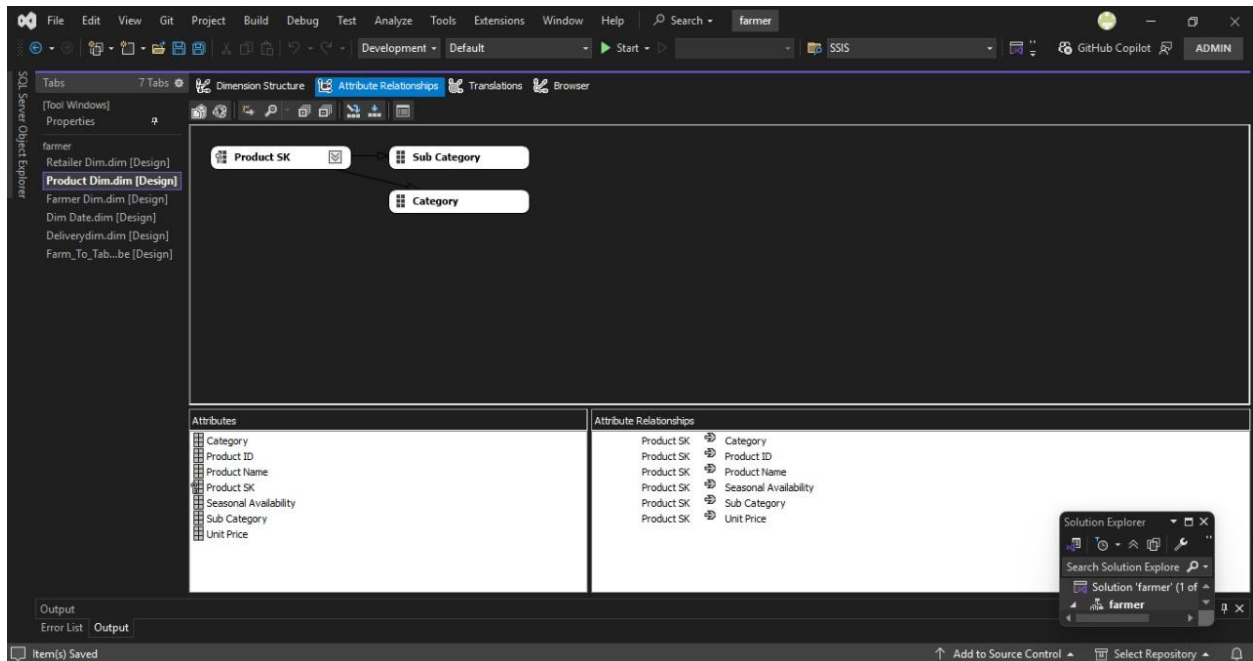 File Edit View Git Project Build Debug Test Analyze Tools Extensions Window Help Search farmer
Development Default Start SSIS GitHub Copilot ADMIN
SQL Server Object Explorer
Tabs 7 Tabs
[Tool Windows]
Properties
farmer
Retailer Dim.dim [Design]
Product Dim.dim [Design]
Farmer Dim.dim [Design]
Dim Date.dim [Design]
Deliverydim.dim [Design]
Farm_To_Tab...be [Design]
Dimension Structure Attribute Relationships Translations Browser
Product SK Sub Category
Category
Attributes
Category
Product ID
Product Name
Product SK
Seasonal Availability
Sub Category
Unit Price
Attribute Relationships
Product SK Category
Product SK Product ID
Product SK Product Name
Product SK Seasonal Availability
Product SK Sub Category
Product SK Unit Price
Solution Explorer
Search Solution Explore
Solution 'farmer' (1 of
farmer
Output
Error List Output
Item(s) Saved Add to Source Control Select Repository